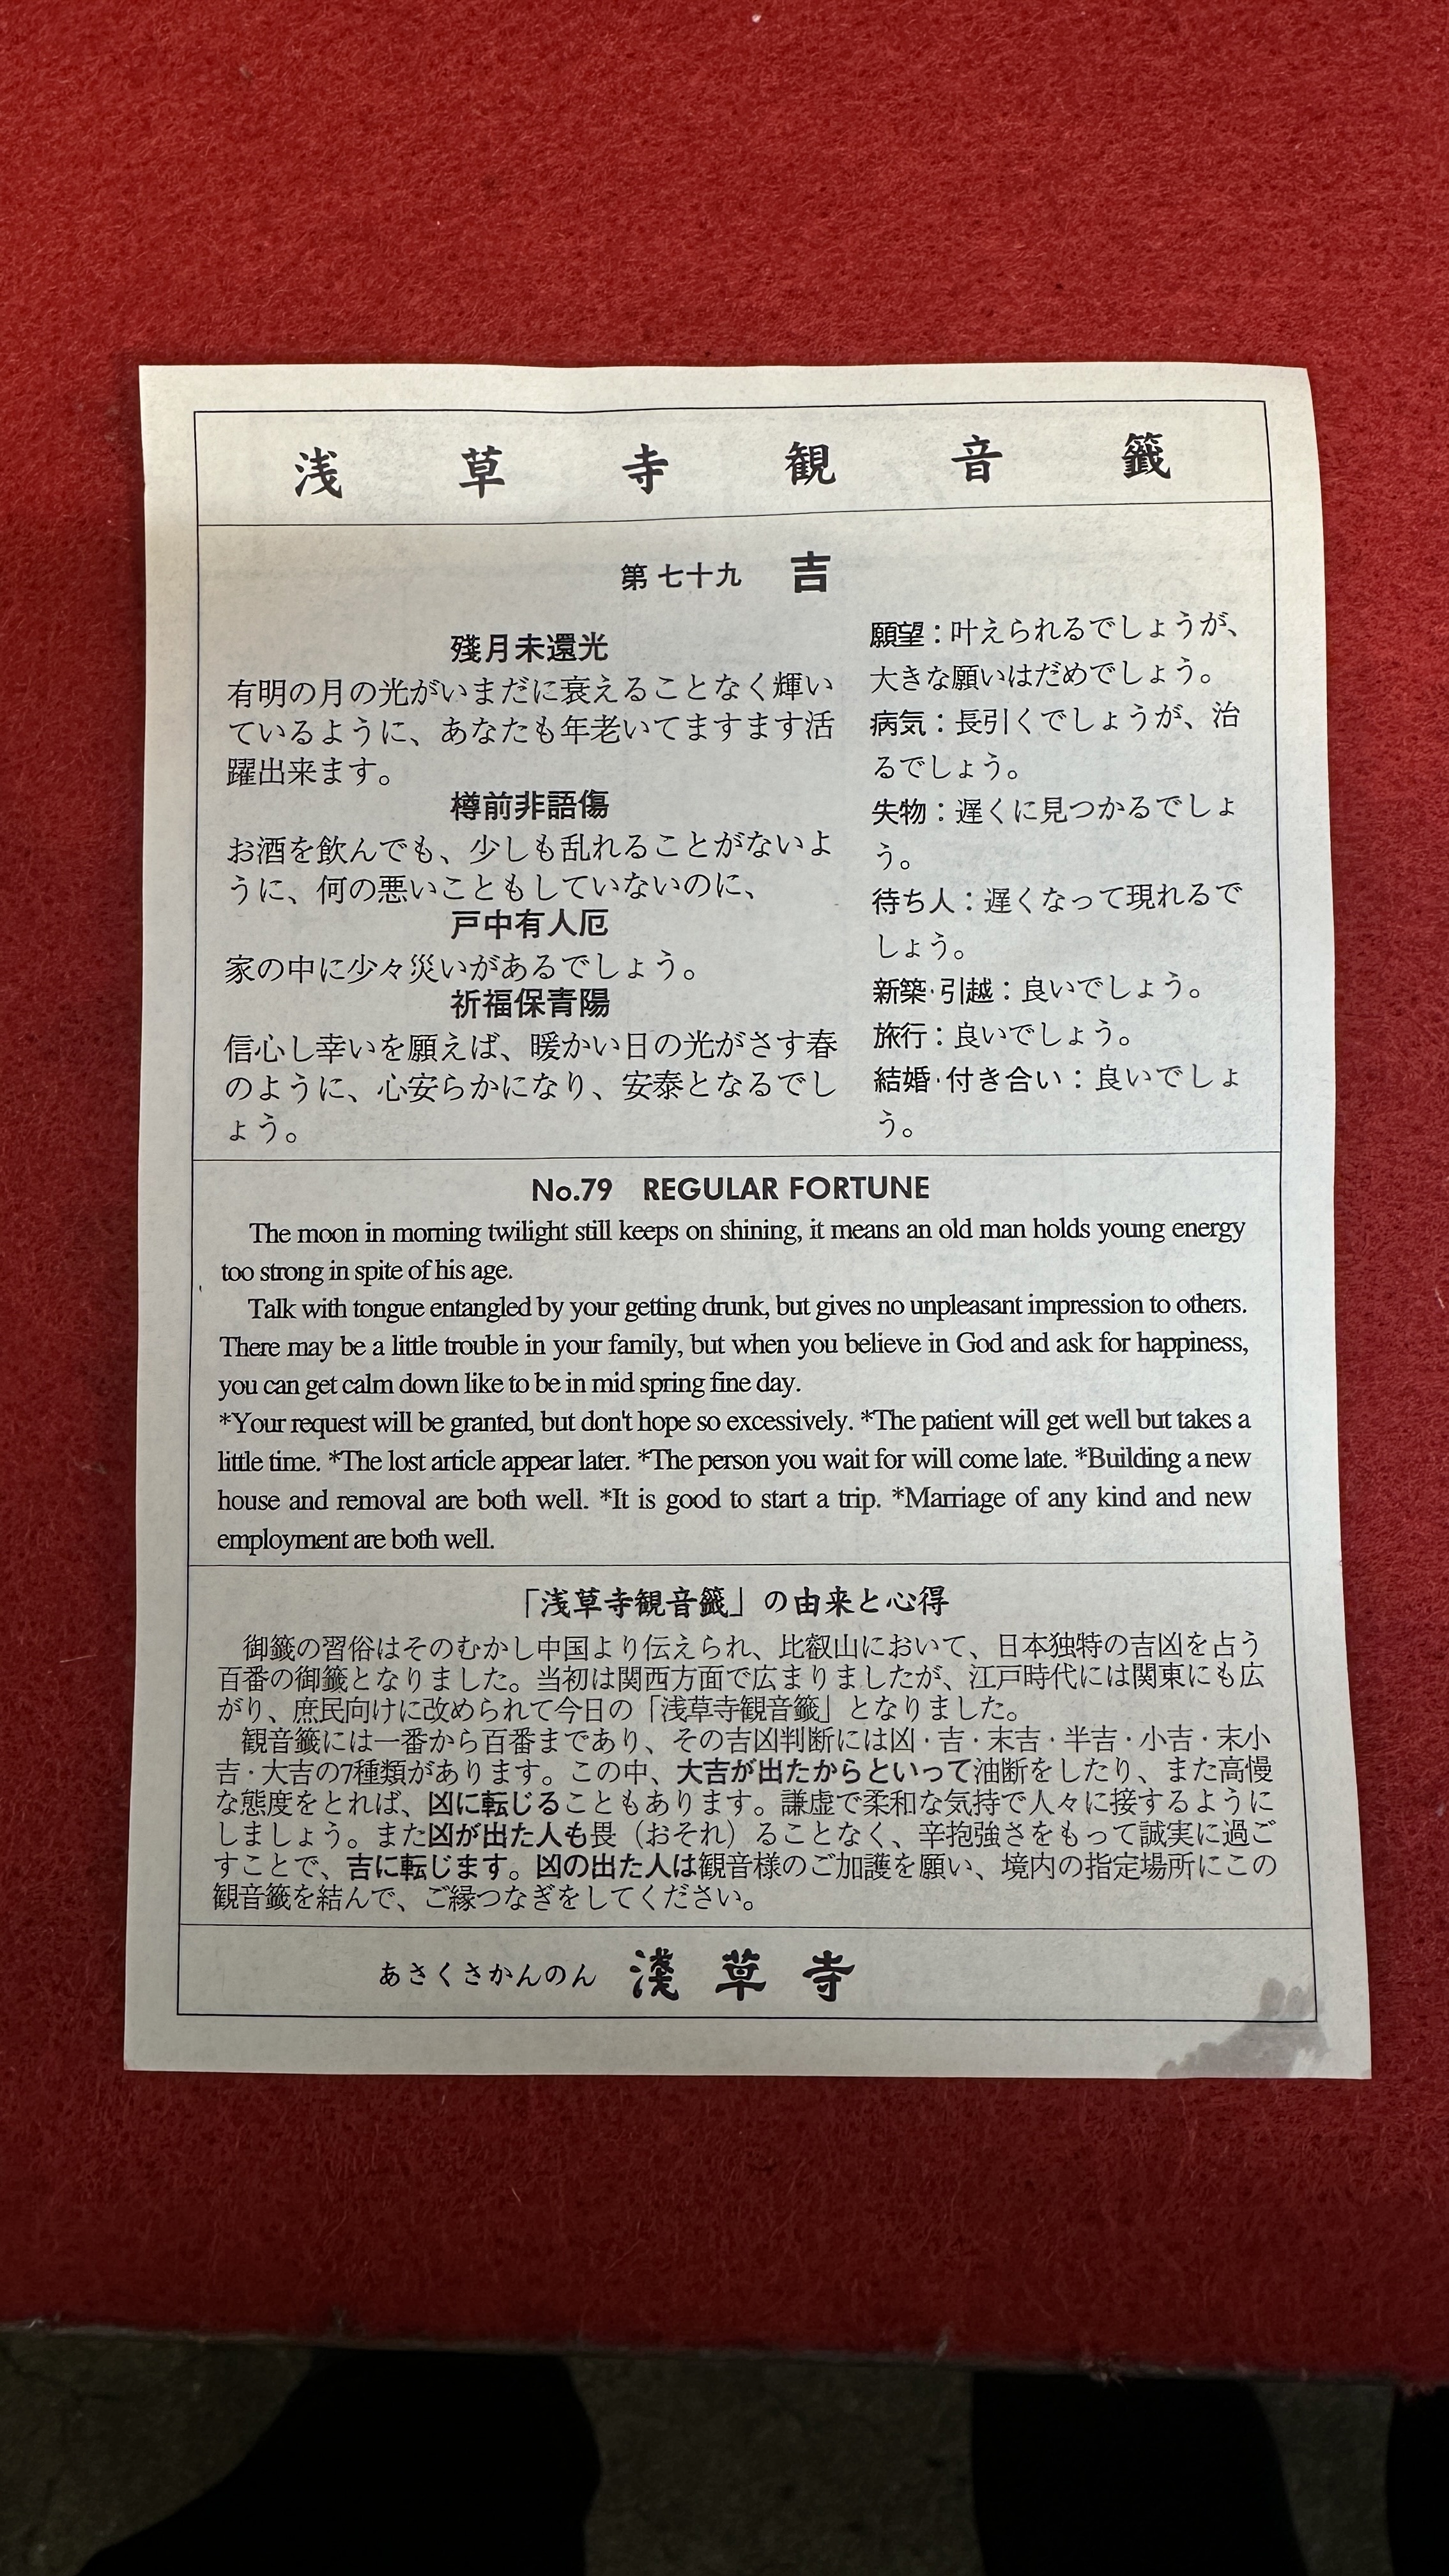 浅草寺観音籤
第七十九 吉
殘月未還光
有明の月の光がいまだに衰えることなく輝い
ているように、あなたも年老いてますます活
躍出来ます。
樽前非語傷
お酒を飲んでも、少しも乱れることがないよ
うに、何の悪いこともしていないのに、
戸中有人厄
家の中に少々災いがあるでしょう。
祈福保青陽
信心し幸いを願えば、暖かい日の光がさす春
のように、心安らかになり、安泰となるでし
ょう。
願望：叶えられるでしょうが、
大きな願いはだめでしょう。
病気：長引くでしょうが、治
るでしょう。
失物：遅くに見つかるでしょ
う。
待ち人：遅くなって現れるで
しょう。
新築·引越：良いでしょう。
旅行：良いでしょう。
結婚·付き合い：良いでしょ
う。
No.79 REGULAR FORTUNE
The moon in morning twilight still keeps on shining, it means an old man holds young energy
too strong in spite of his age.
Talk with tongue entangled by your getting drunk, but gives no unpleasant impression to others.
There may be a little trouble in your family, but when you believe in God and ask for happiness,
you can get calm down like to be in mid spring fine day.
*Your request will be granted, but don't hope so excessively. *The patient will get well but takes a
little time. *The lost article appear later. *The person you wait for will come late. *Building a new
house and removal are both well. *It is good to start a trip. *Marriage of any kind and new
employment are both well.
「浅草寺観音籤」の由来と心得
御籤の習俗はそのむかし中国より伝えられ、比叡山において、日本独特の吉凶を占う
百番の御籤となりました。当初は関西方面で広まりましたが、江戸時代には関東にも広
がり、庶民向けに改められて今日の「浅草寺観音籤」となりました。
観音籤には一番から百番まであり、その吉凶判断には凶·吉·末吉·半吉·小吉·末小
吉·大吉の7種類があります。この中、大吉が出たからといって油断をしたり、また高慢
な態度をとれば、凶に転じることもあります。謙虚で柔和な気持で人々に接するように
しましょう。また凶が出た人も畏（おそれ）ることなく、辛抱強さをもって誠実に過ご
すことで、吉に転じます。凶の出た人は観音様のご加護を願い、境内の指定場所にこの
観音籤を結んで、ご縁つなぎをしてください。
あさくさかんのん 淺草寺